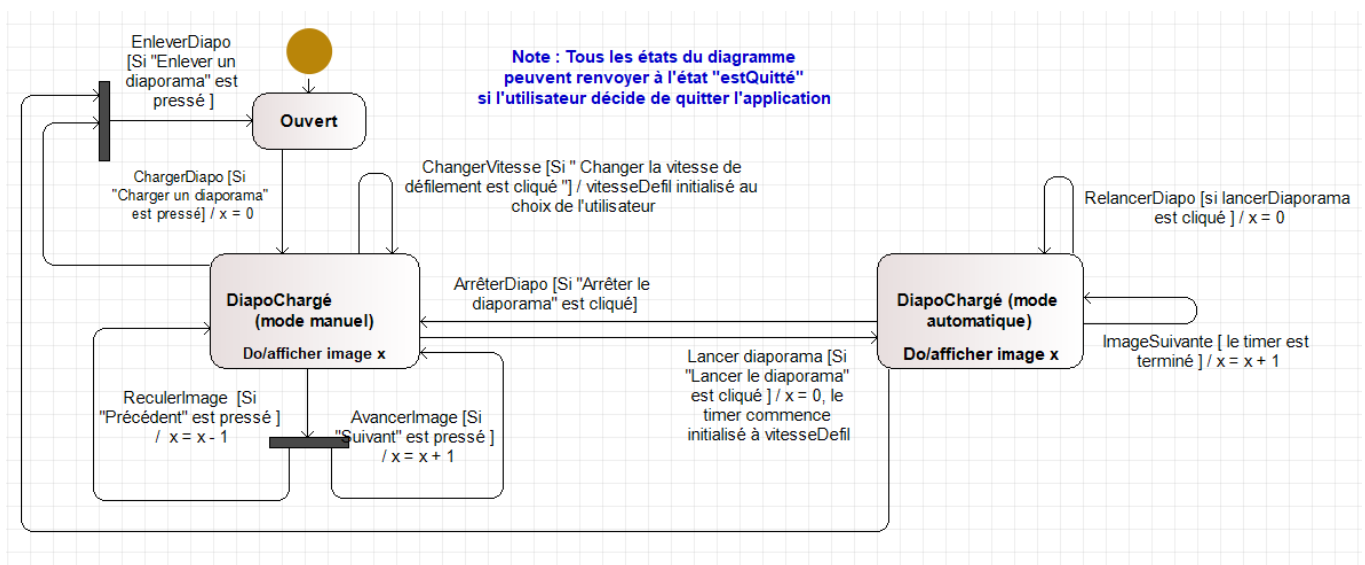 EnleverDiapo
[Si "Enlever un
diaporama" est
pressé ]
Note : Tous les états du diagramme
peuvent renvoyer à l'état "estQuitté"
si l'utilisateur décide de quitter l'application
Ouvert
ChargerDiapo [Si
"Charger un diaporama"
est pressé] / x = 0
ChangerVitesse [Si " Changer la vitesse de
défilement est cliqué "] / vitesseDefil initialisé au
choix de l'utilisateur
RelancerDiapo [si lancerDiaporama
est cliqué ] / x = 0
DiapoChargé
(mode manuel)
Do/afficher image x
ArrêterDiapo [Si "Arrêter le
diaporama" est cliqué]
DiapoChargé (mode
automatique)
Do/afficher image x
ImageSuivante [ le timer est
terminé ] / x = x + 1
Lancer diaporama [Si
"Lancer le diaporama"
est cliqué ] / x = 0, le
timer commence
initialisé à vitesseDefil
ReculerImage [Si
"Précédent" est pressé ]
/ x = x - 1
AvancerImage [Si
"Suivant" est pressé ]
/ x = x + 1